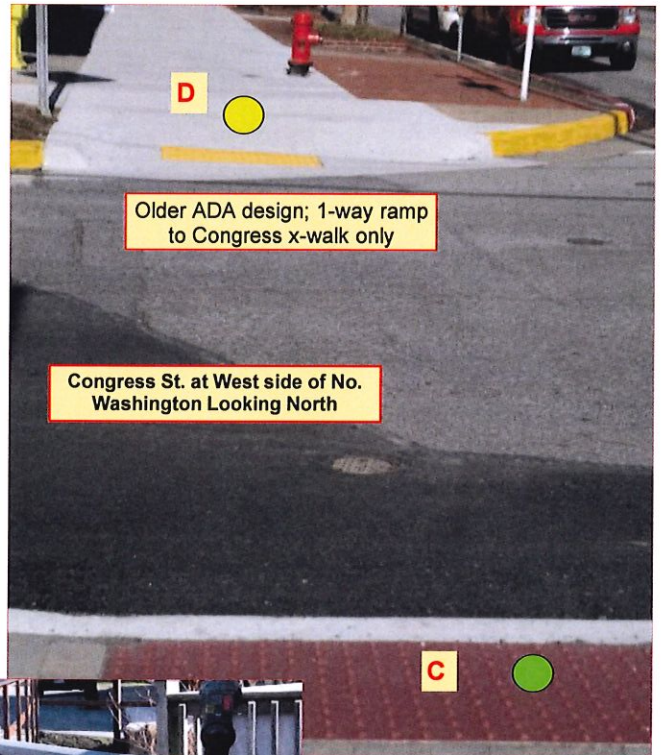 D
Older ADA design; 1-way ramp
to Congress x-walk only
Congress St. at West side of No.
Washington Looking North
C